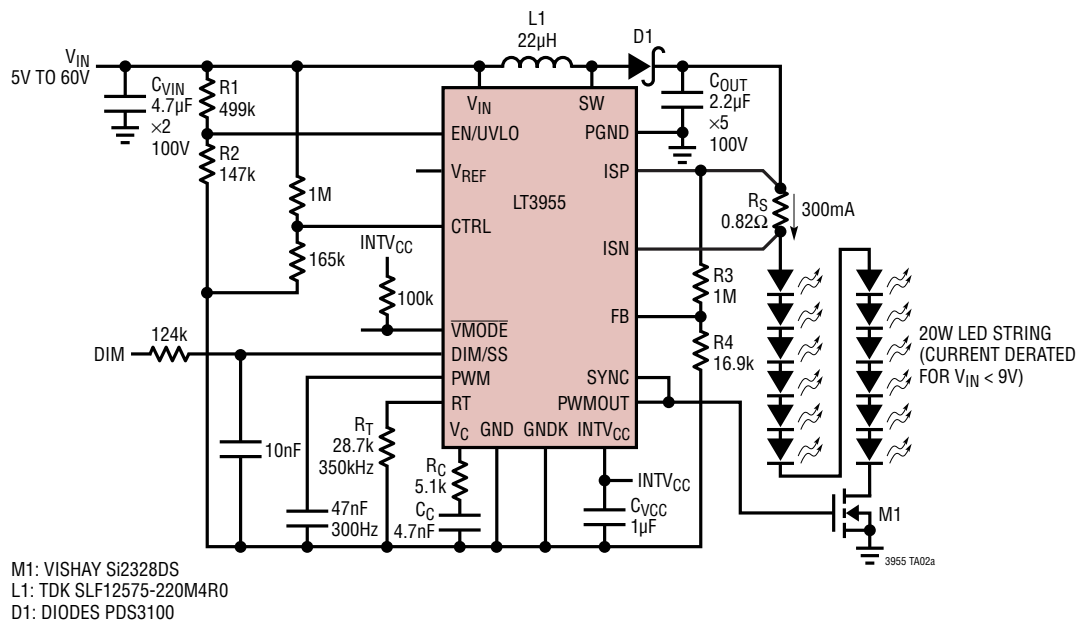 L1
22µH
D1
VIN
5V TO 60V
CVIN
4.7µF
×2
100V
R1
499k
R2
147k
1M
165k
VIN
SW
EN/UVLO
PGND
VREF
ISP
LT3955
CTRL
ISN
COUT
2.2µF
×5
100V
RS
0.82Ω
300mA
INTVCC
100k
R3
1M
FB
R4
16.9k
VMODE
124k
DIM
DIM/SS
PWM
RT
SYNC
PWMOUT
VC GND GNDK INTVCC
20W LED STRING
(CURRENT DERATED
FOR VIN < 9V)
10nF
47nF
300Hz
RT
28.7k
350kHz
RC
5.1k
CC
4.7nF
INTVCC
CVCC
1µF
M1
3955 TA02a
M1: VISHAY Si2328DS
L1: TDK SLF12575-220M4R0
D1: DIODES PDS3100